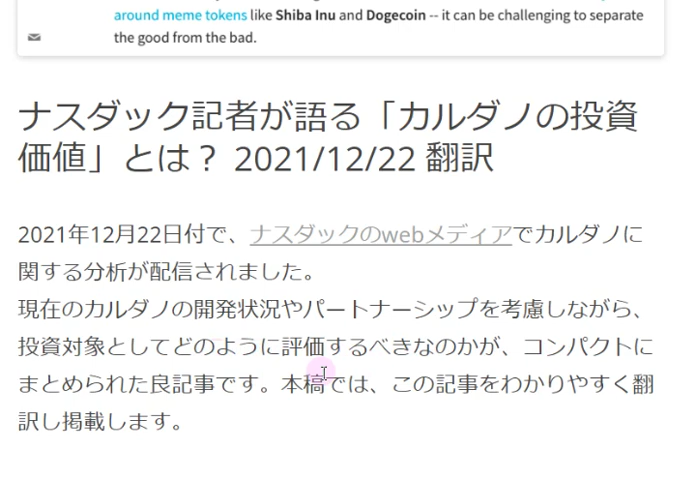 around meme tokens like Shiba Inu and Dogecoin -- it can be challenging to separate
the good from the bad.
ナスダック記者が語る「カルダノの投資
価値」とは？ 2021/12/22 翻訳
2021年12月22日付で、ナスダックのwebメディアでカルダノに
関する分析が配信されました。
現在のカルダノの開発状況やパートナーシップを考慮しながら、
投資対象としてどのように評価するべきなのかが、コンパクトに
まとめられた良記事です。本稿では、この記事をわかりやすく翻
訳し掲載します。